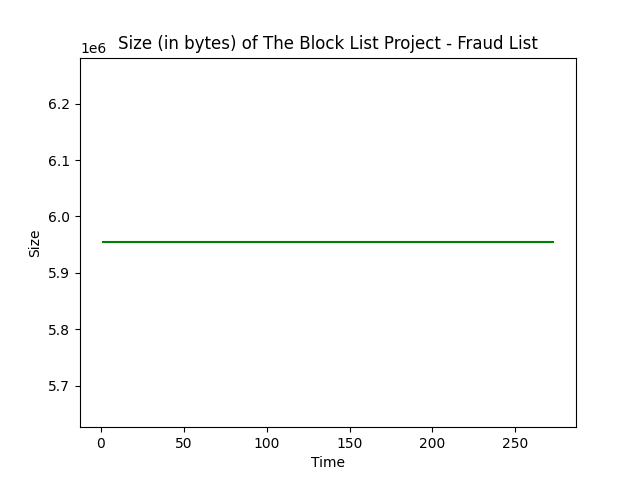 Size (in bytes) of The Block List Project - Fraud List
1e6
6.2
6.1
6.0
5.9
5.8
5.7
Size
0 50 100 150 200 250
Time